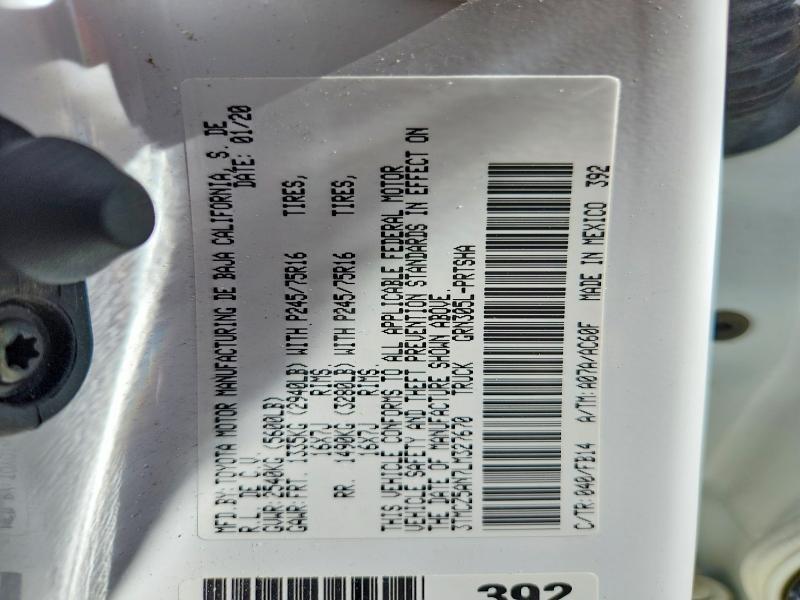 MFD.BY:TOYOTA MOTOR MANUFACTURING DE BAJA CALIFORNIA, S. DE
R.L. DE C.V. DATE: 01/20
GVWR:2540KG (5600LB)
GAWR:FRT. 1335KG (2940LB) WITH P245/75R16 TIRES,
16X7J RIMS.
RR. 1490KG (3280LB) WITH P245/75R16 TIRES,
16X7J RIMS.
THIS VEHICLE CONFORMS TO ALL APPLICABLE FEDERAL MOTOR
VEHICLE SAFETY AND THEFT PREVENTION STANDARDS IN EFFECT ON
THE DATE OF MANUFACTURE SHOWN ABOVE.
3TMCZ5AN7LM327670 TRUCK GRN305L-PRTSHA
C/TR:040/FB14 A/TM:A07A/AC60F MADE IN MEXICO 392
392